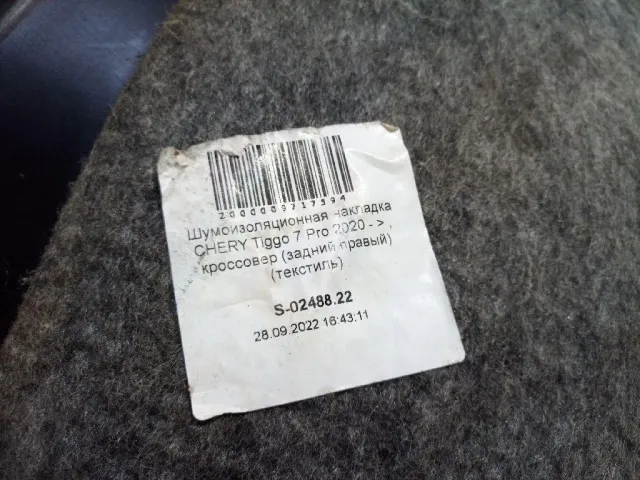 2000009717594
Шумоизоляционная накладка
CHERY Tiggo 7 Pro 2020 - > ,
кроссовер (задний правый)
(текстиль)
S-02488.22
28.09.2022 16:43:11